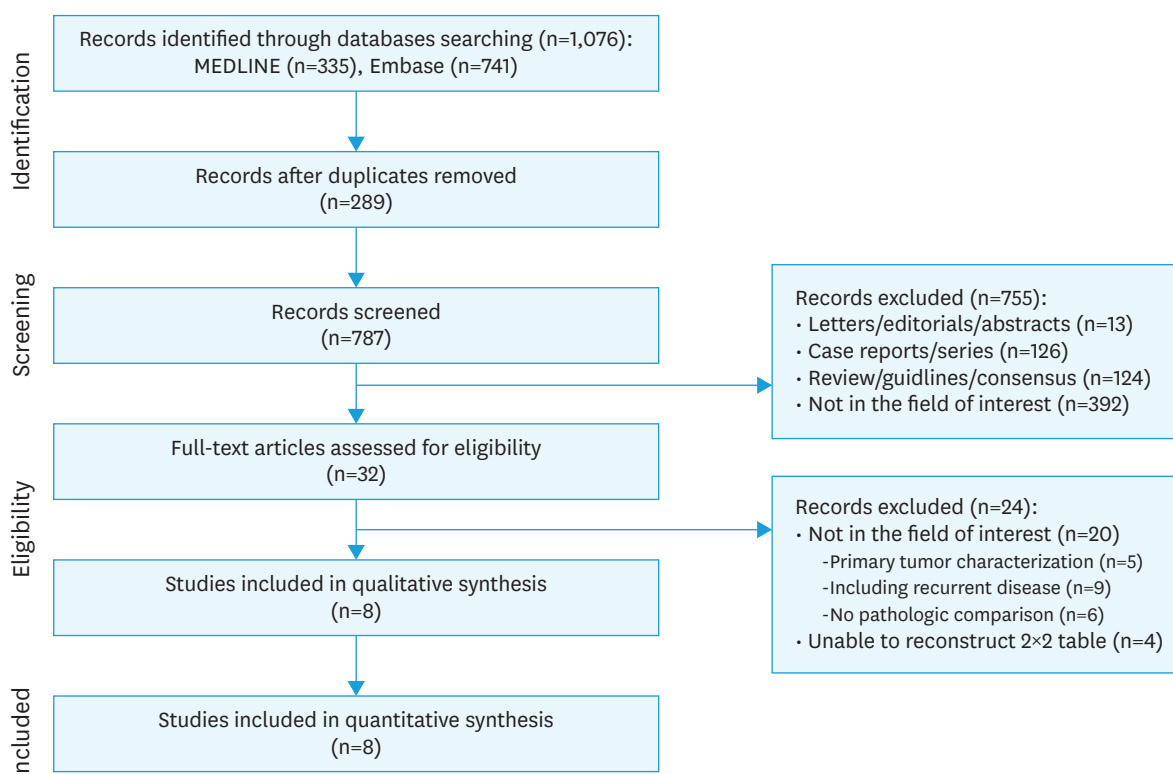 Identification
Records identified through databases searching (n=1,076):
MEDLINE (n=335), Embase (n=741)
Records after duplicates removed
(n=289)
Screening
Records screened
(n=787)
Records excluded (n=755):
· Letters/editorials/abstracts (n=13)
· Case reports/series (n=126)
· Review/guidlines/consensus (n=124)
· Not in the field of interest (n=392)
Eligibility
Full-text articles assessed for eligibility
(n=32)
Records excluded (n=24):
· Not in the field of interest (n=20)
-Primary tumor characterization (n=5)
-Including recurrent disease (n=9)
-No pathologic comparison (n=6)
· Unable to reconstruct 2×2 table (n=4)
Studies included in qualitative synthesis
(n=8)
ncluded
Studies included in quantitative synthesis
(n=8)